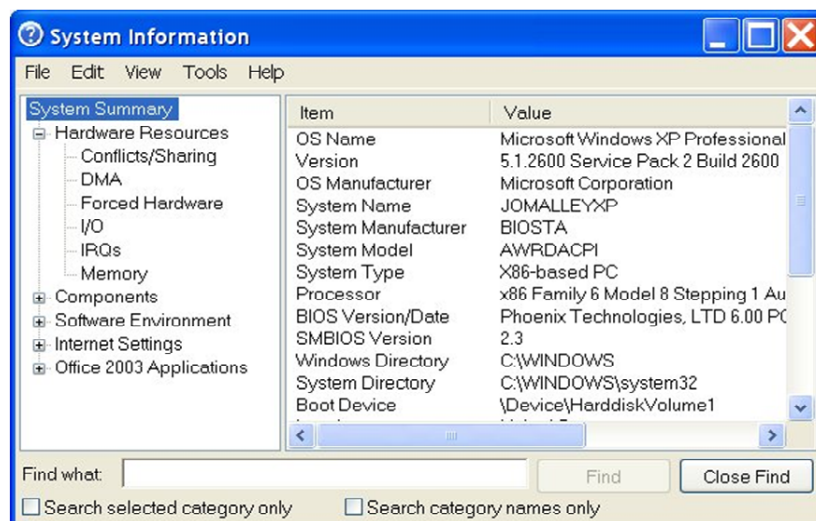 System Information
File Edit View Tools Help
System Summary
Hardware Resources
Conflicts/Sharing
DMA
Forced Hardware
I/O
IRQs
Memory
Components
Software Environment
Internet Settings
Office 2003 Applications
Item Value
OS Name Microsoft Windows XP Professional
Version 5.1.2600 Service Pack 2 Build 2600
OS Manufacturer Microsoft Corporation
System Name JOMALLEYXP
System Manufacturer BIOSTA
System Model AWRDACPI
System Type X86-based PC
Processor x86 Family 6 Model 8 Stepping 1 Au
BIOS Version/Date Phoenix Technologies, LTD 6.00 PG
SMBIOS Version 2.3
Windows Directory C:\WINDOWS
System Directory C:\WINDOWS\system32
Boot Device \Device\HarddiskVolume1
Find what: Find Close Find
Search selected category only Search category names only